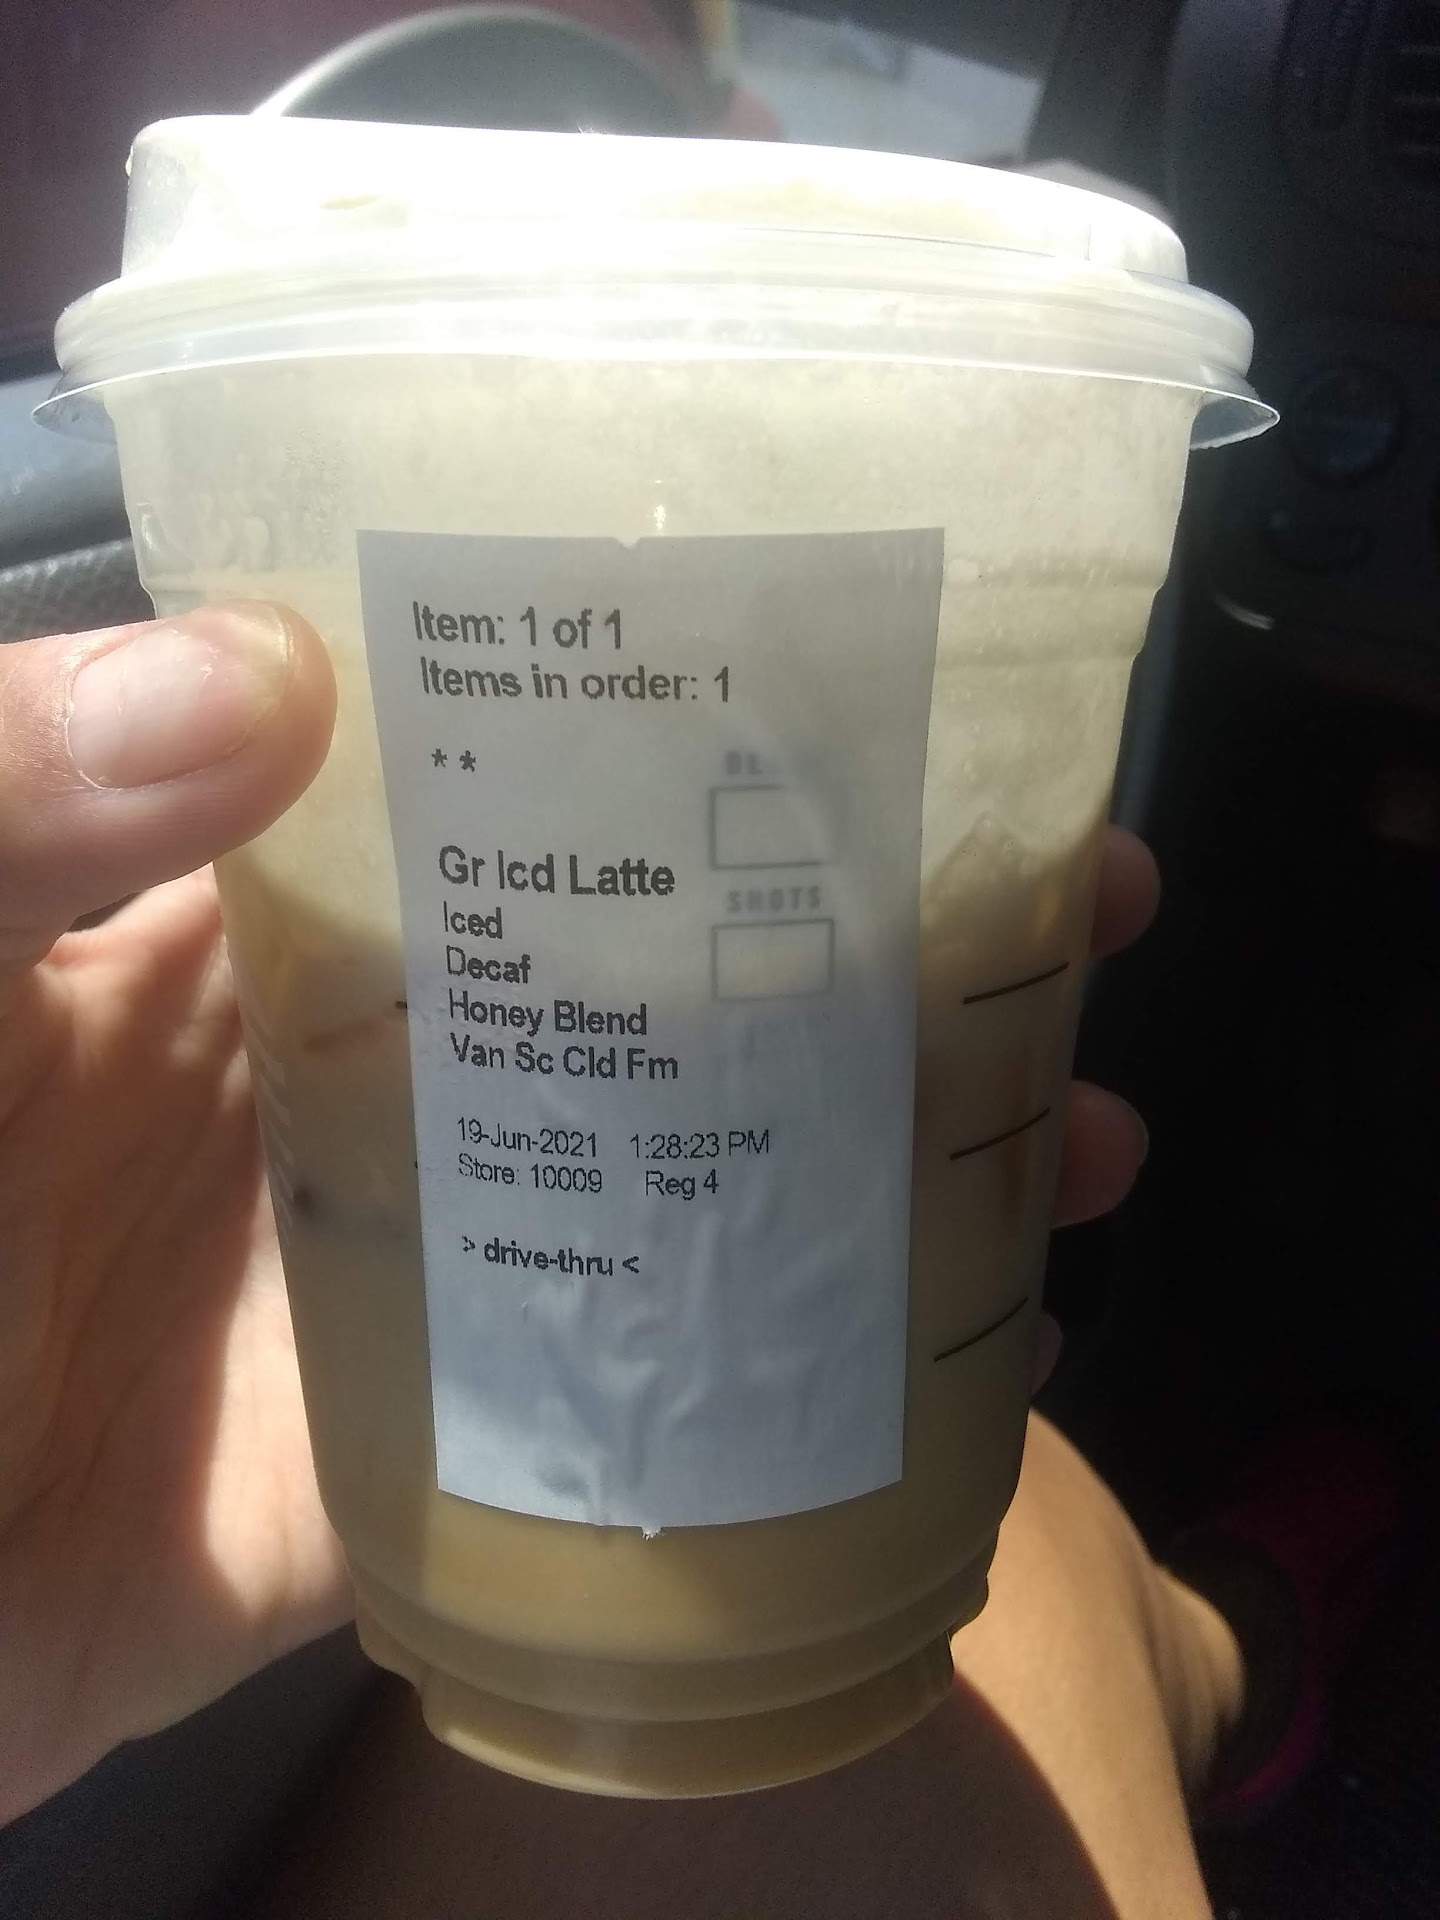 Item: 1 of 1
Items in order: 1
* *
Gr Icd Latte
Iced
Decaf
Honey Blend
Van Sc Cld Fm
19-Jun-2021 1:28:23 PM
Store: 10009 Reg 4
> drive-thru <
SHOTS